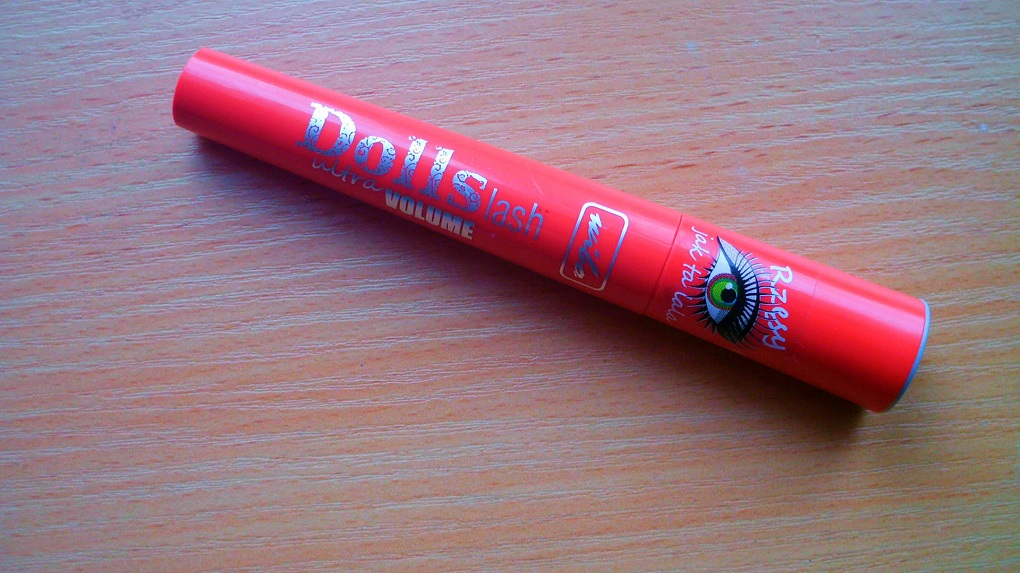 Dolls lash
ultra
VOLUME
Rzęsy
jak ta lala